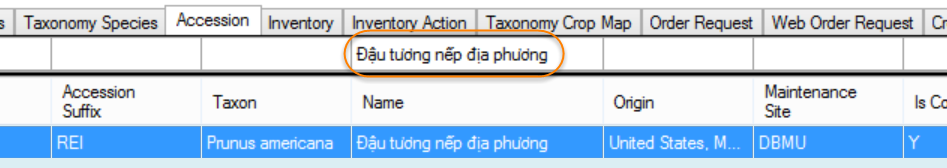 s Taxonomy Species Accession Inventory Inventory Action Taxonomy Crop Map Order Request Web Order Request Cr
Đậu tương nếp địa phương
Accession Suffix Taxon Name Origin Maintenance Site Is Co
REI Prunus americana Đậu tương nếp địa phương United States, M... DBMU Y